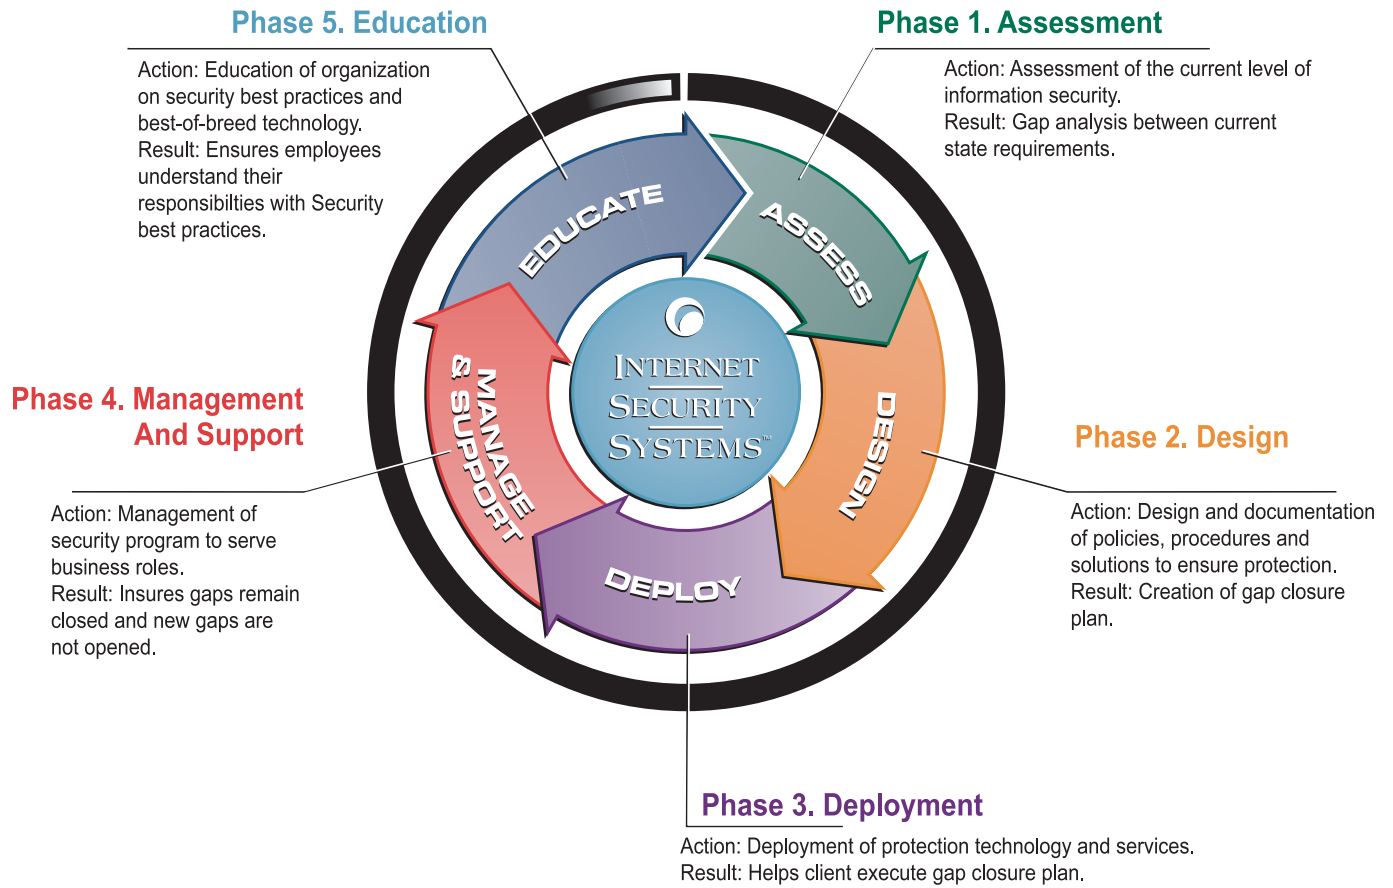 Phase 5. Education
Action: Education of organization
on security best practices and
best-of-breed technology.
Result: Ensures employees
understand their
responsibilties with Security
best practices.
Phase 1. Assessment
Action: Assessment of the current level of
information security.
Result: Gap analysis between current
state requirements.
EDUCATE
ASSESS
DESIGN
DEPLOY
MANAGE
& SUPPORT
INTERNET
SECURITY
SYSTEMS™
Phase 4. Management
And Support
Action: Management of
security program to serve
business roles.
Result: Insures gaps remain
closed and new gaps are
not opened.
Phase 2. Design
Action: Design and documentation
of policies, procedures and
solutions to ensure protection.
Result: Creation of gap closure
plan.
Phase 3. Deployment
Action: Deployment of protection technology and services.
Result: Helps client execute gap closure plan.